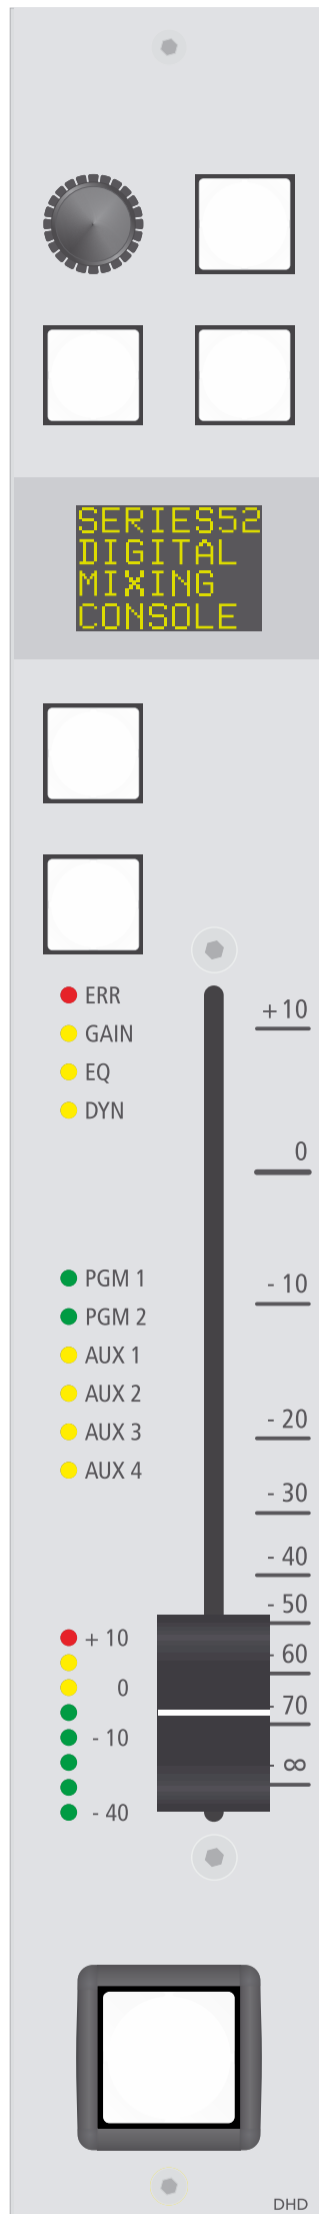 SERIES52
DIGITAL
MIXING
CONSOLE
ERR
GAIN
EQ
DYN
PGM 1
PGM 2
AUX 1
AUX 2
AUX 3
AUX 4
+ 10
0
- 10
- 40
+ 10
0
- 10
- 20
- 30
- 40
- 50
- 60
- 70
- ∞
DHD